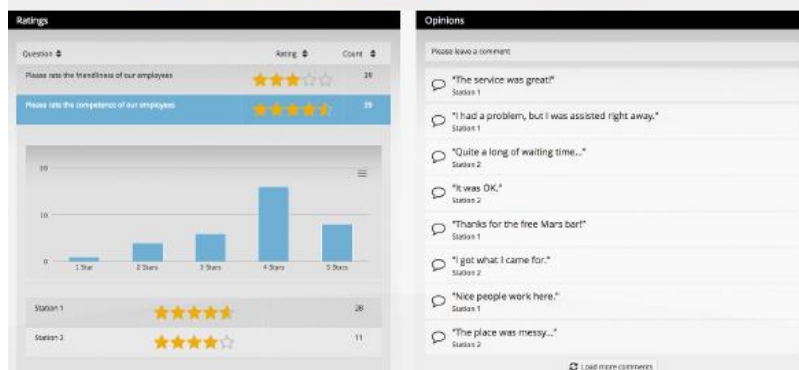 Ratings
Question Rating Count
Please rate the friendliness of our employees
Please rate the competence of our employees 39
20
10
0
1 Star 2 Stars 3 Stars 4 Stars 5 Stars
Station 1 28
Station 2 11
Opinions
Please leave a comment
"The service was great!"
Station 1
"I had a problem, but I was assisted right away."
Station 1
"Quite a long of waiting time..."
Station 2
"It was OK."
Station 2
"Thanks for the free Mars bar!"
Station 1
"I got what I came for."
Station 2
"Nice people work here."
Station 1
"The place was messy..."
Station 2
Load more comments